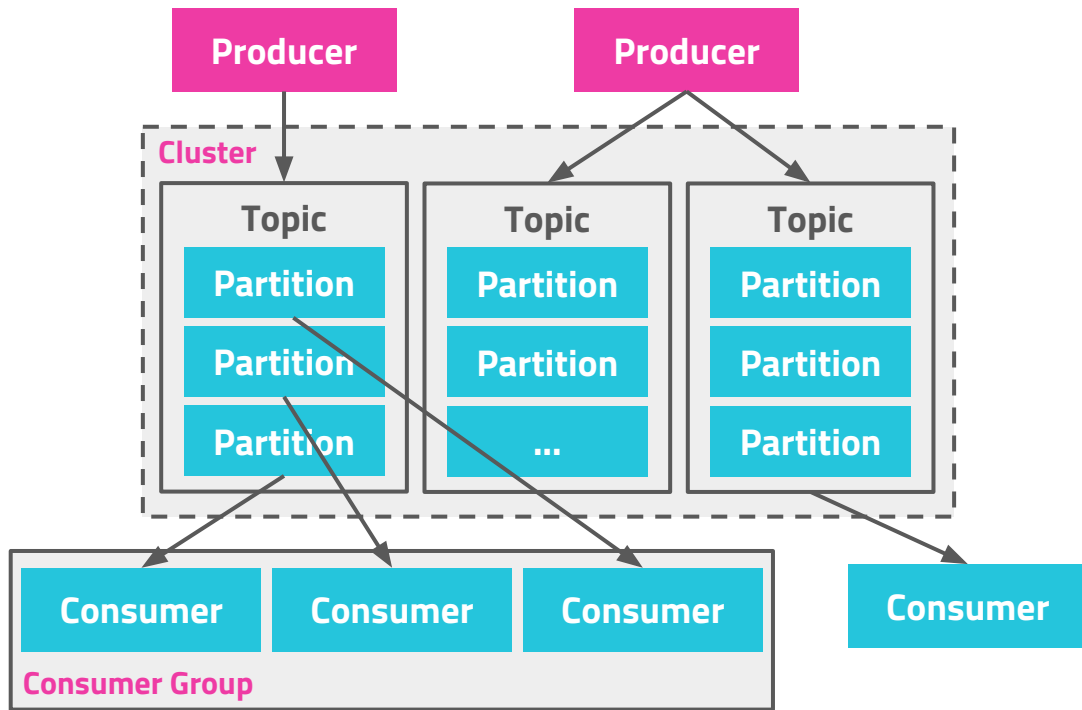 Producer
Producer
Cluster
Topic
Partition
Partition
Partition
Topic
Partition
Partition
...
Topic
Partition
Partition
Partition
Consumer
Consumer
Consumer
Consumer Group
Consumer